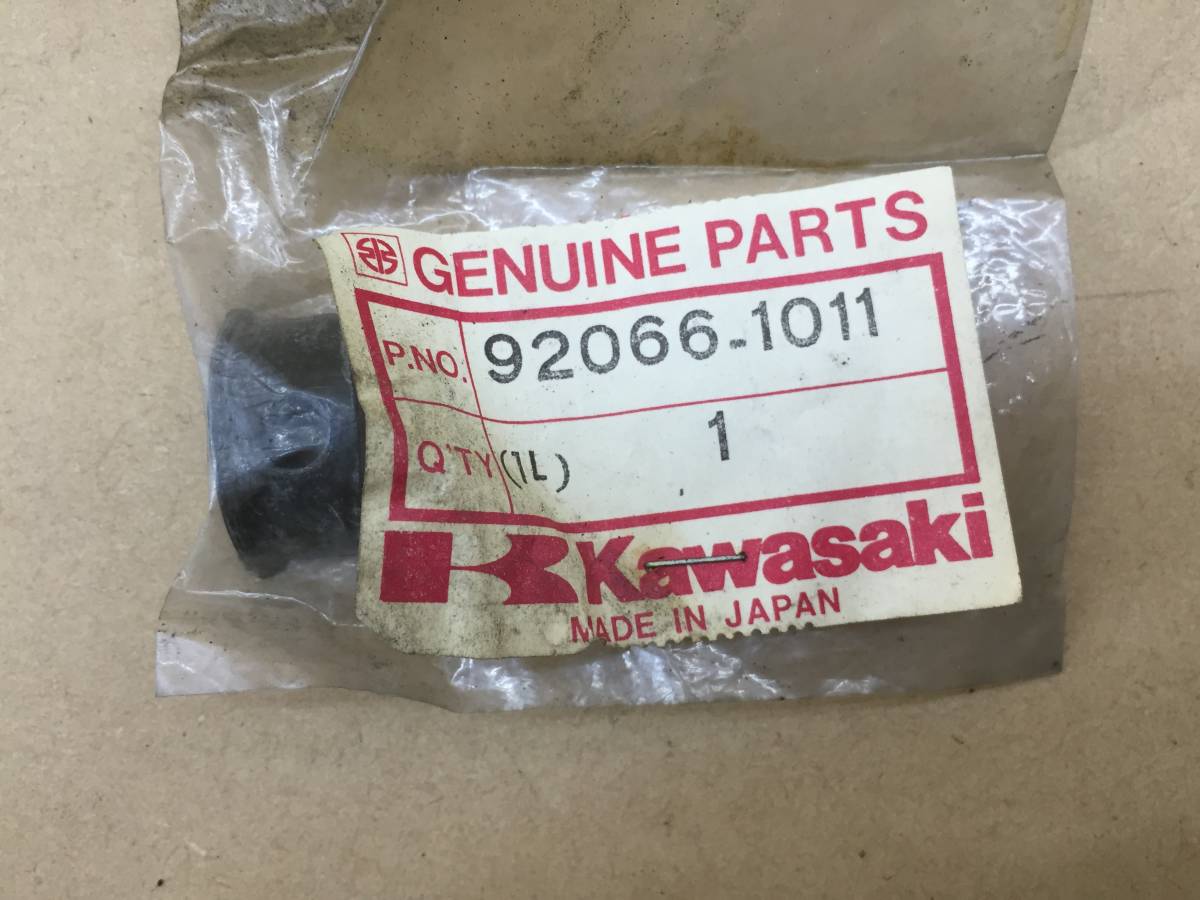 GENUINE PARTS
P.NO. 92066-1011
Q'TY (1L) 1
Kawasaki
MADE IN JAPAN